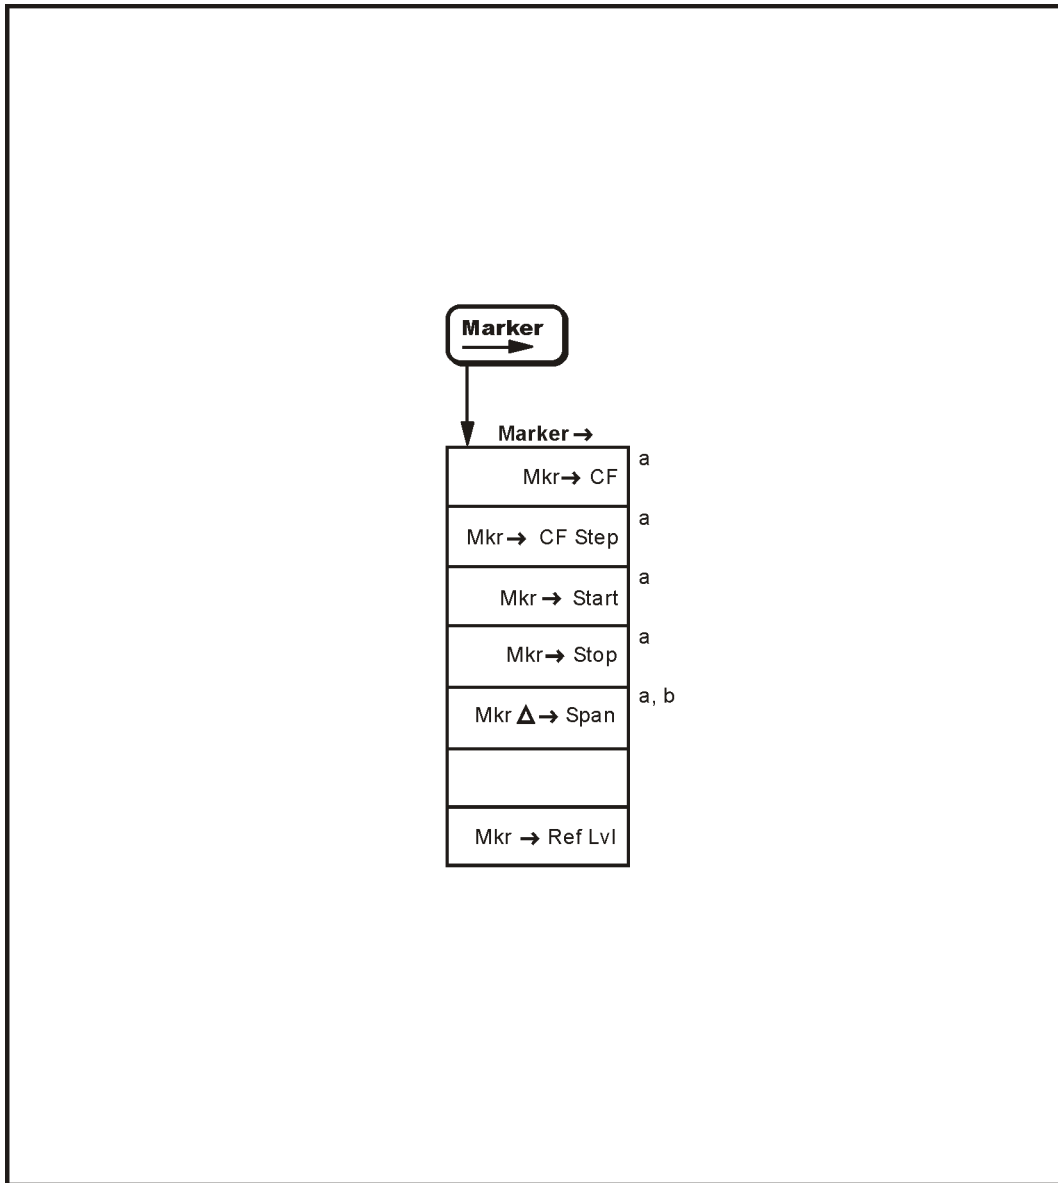 Marker
Marker →
Mkr → CF a
Mkr → CF Step a
Mkr → Start a
Mkr → Stop a
Mkr Δ → Span a, b
Mkr → Ref Lvl